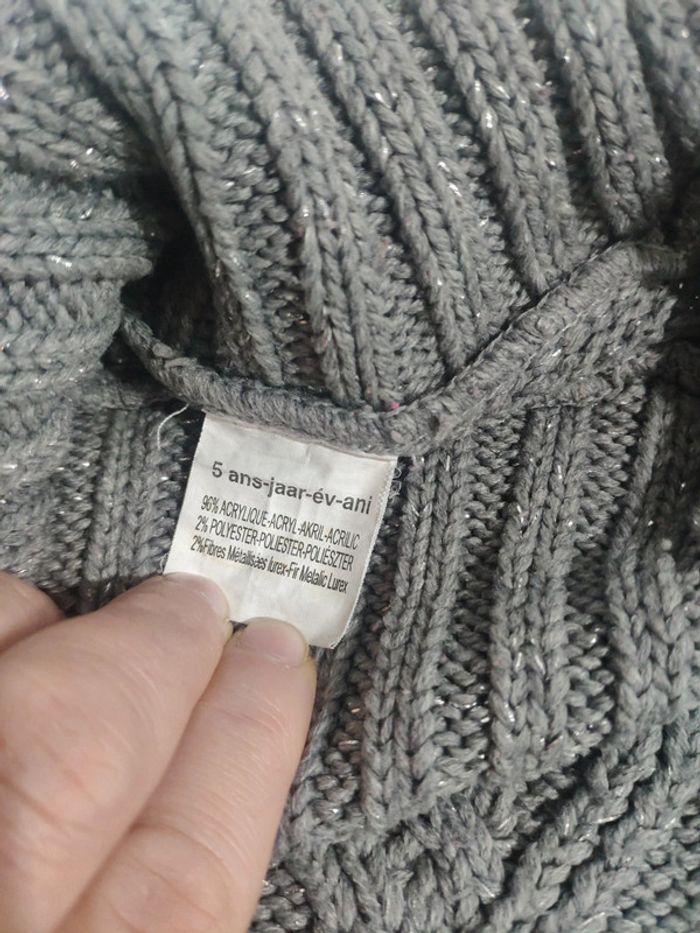 5 ans-jaar-év-ani
96% ACRYLIQUE-ACRYL-AKRIL-ACRILIC
2% POLYESTER-POLIESTER-POLIÉSZTER
2%Fibres Métallisées lurex-Fir Metalic Lurex